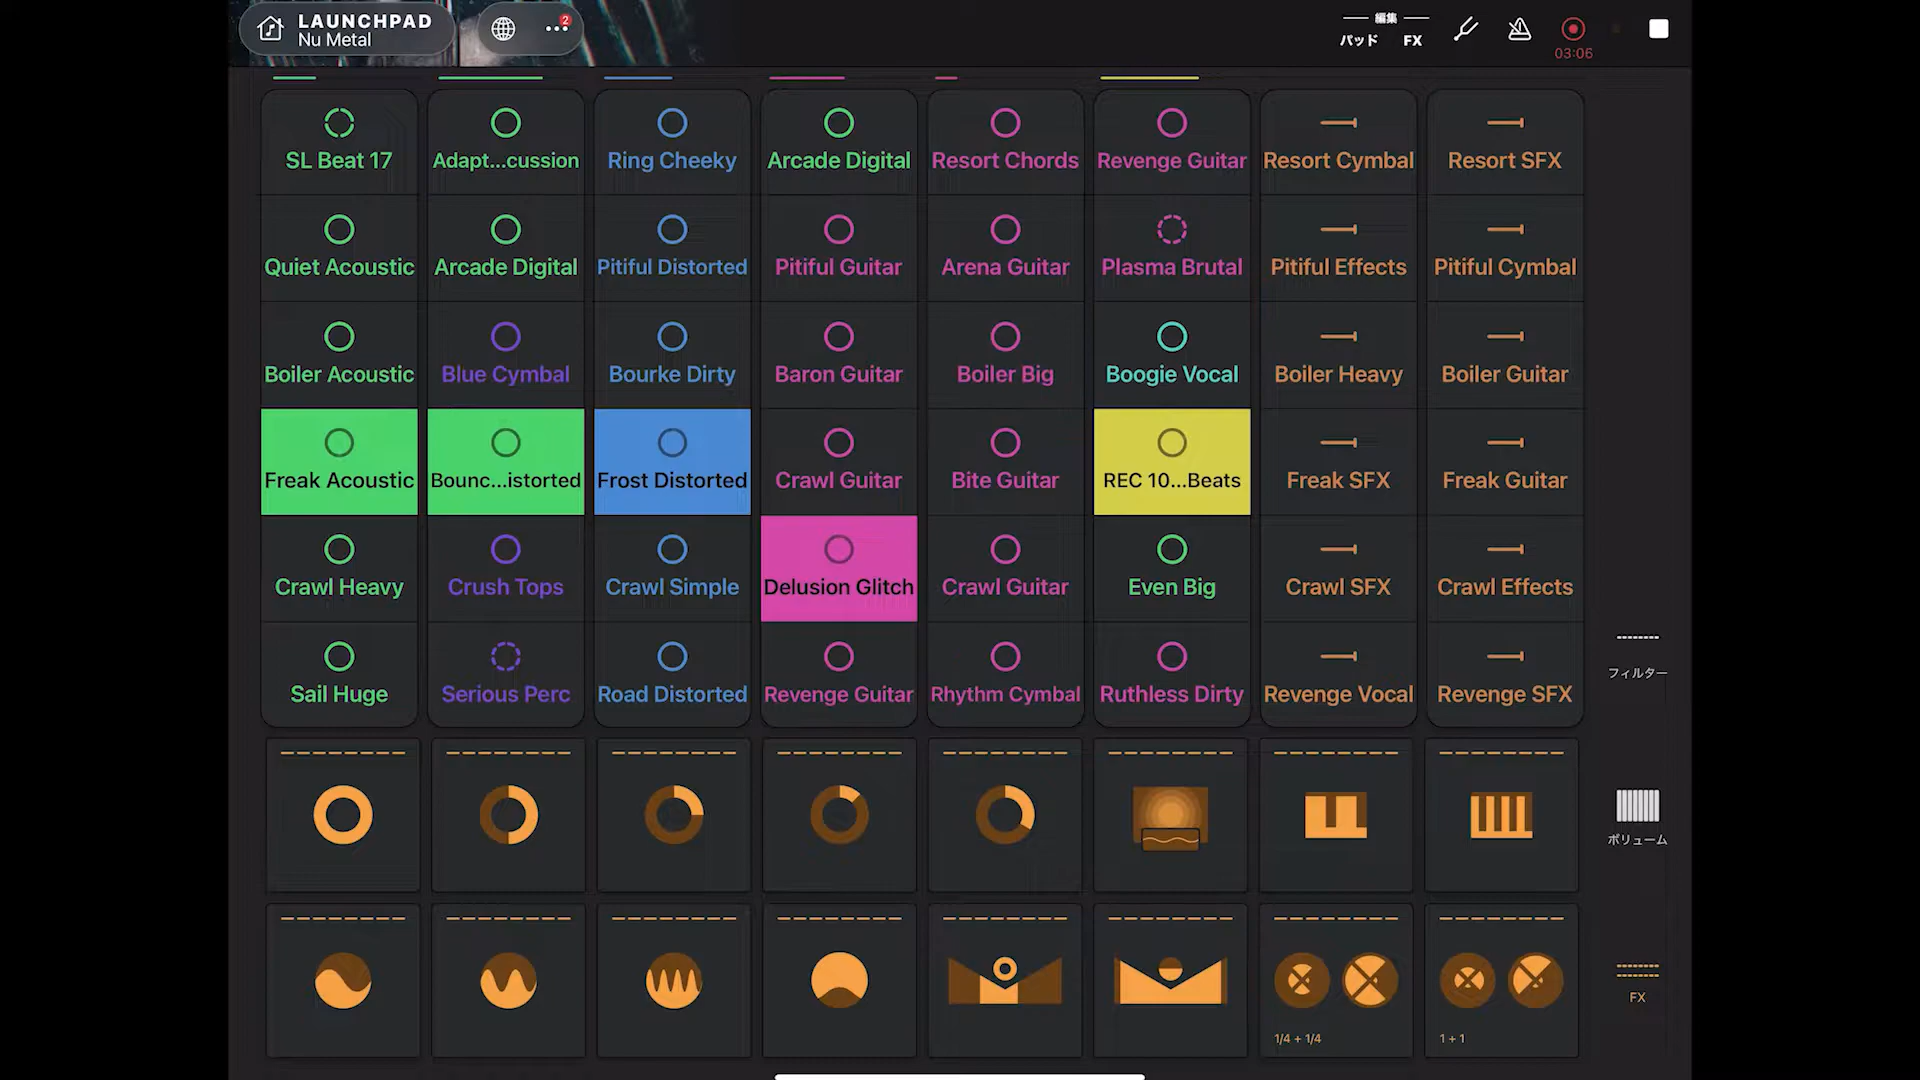 LAUNCHPAD
Nu Metal
2
編集
パッド FX
03:06
SL Beat 17
Adapt...cussion
Ring Cheeky
Arcade Digital
Resort Chords
Revenge Guitar
Resort Cymbal
Resort SFX
Quiet Acoustic
Arcade Digital
Pitiful Distorted
Pitiful Guitar
Arena Guitar
Plasma Brutal
Pitiful Effects
Pitiful Cymbal
Boiler Acoustic
Blue Cymbal
Bourke Dirty
Baron Guitar
Boiler Big
Boogie Vocal
Boiler Heavy
Boiler Guitar
Freak Acoustic
Bounc...istorted
Frost Distorted
Crawl Guitar
Bite Guitar
REC 10...Beats
Freak SFX
Freak Guitar
Crawl Heavy
Crush Tops
Crawl Simple
Delusion Glitch
Crawl Guitar
Even Big
Crawl SFX
Crawl Effects
Sail Huge
Serious Perc
Road Distorted
Revenge Guitar
Rhythm Cymbal
Ruthless Dirty
Revenge Vocal
Revenge SFX
フィルター
ボリューム
FX
1/4 + 1/4
1 + 1